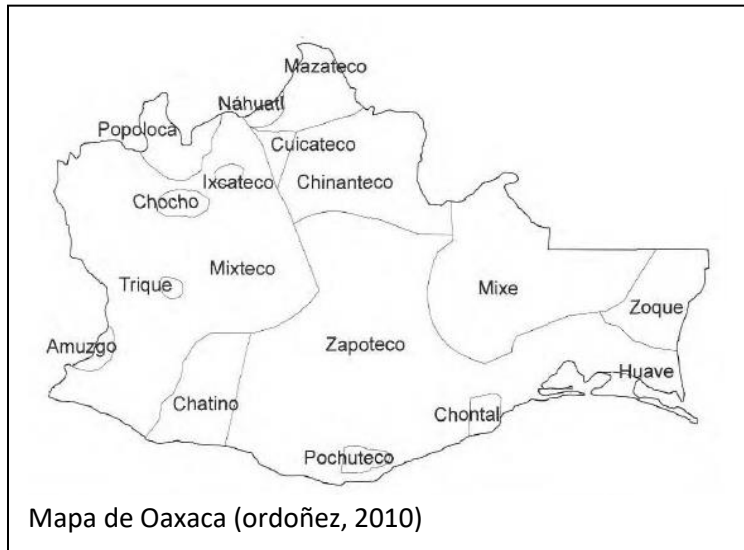 Mazateco
Náhuatl
Popoloca
Cuicateco
Ixcateco
Chinanteco
Chocho
Trique
Mixteco
Mixe
Zoque
Amuzgo
Zapoteco
Huave
Chatino
Chontal
Pochuteco
Mapa de Oaxaca (ordoñez, 2010)